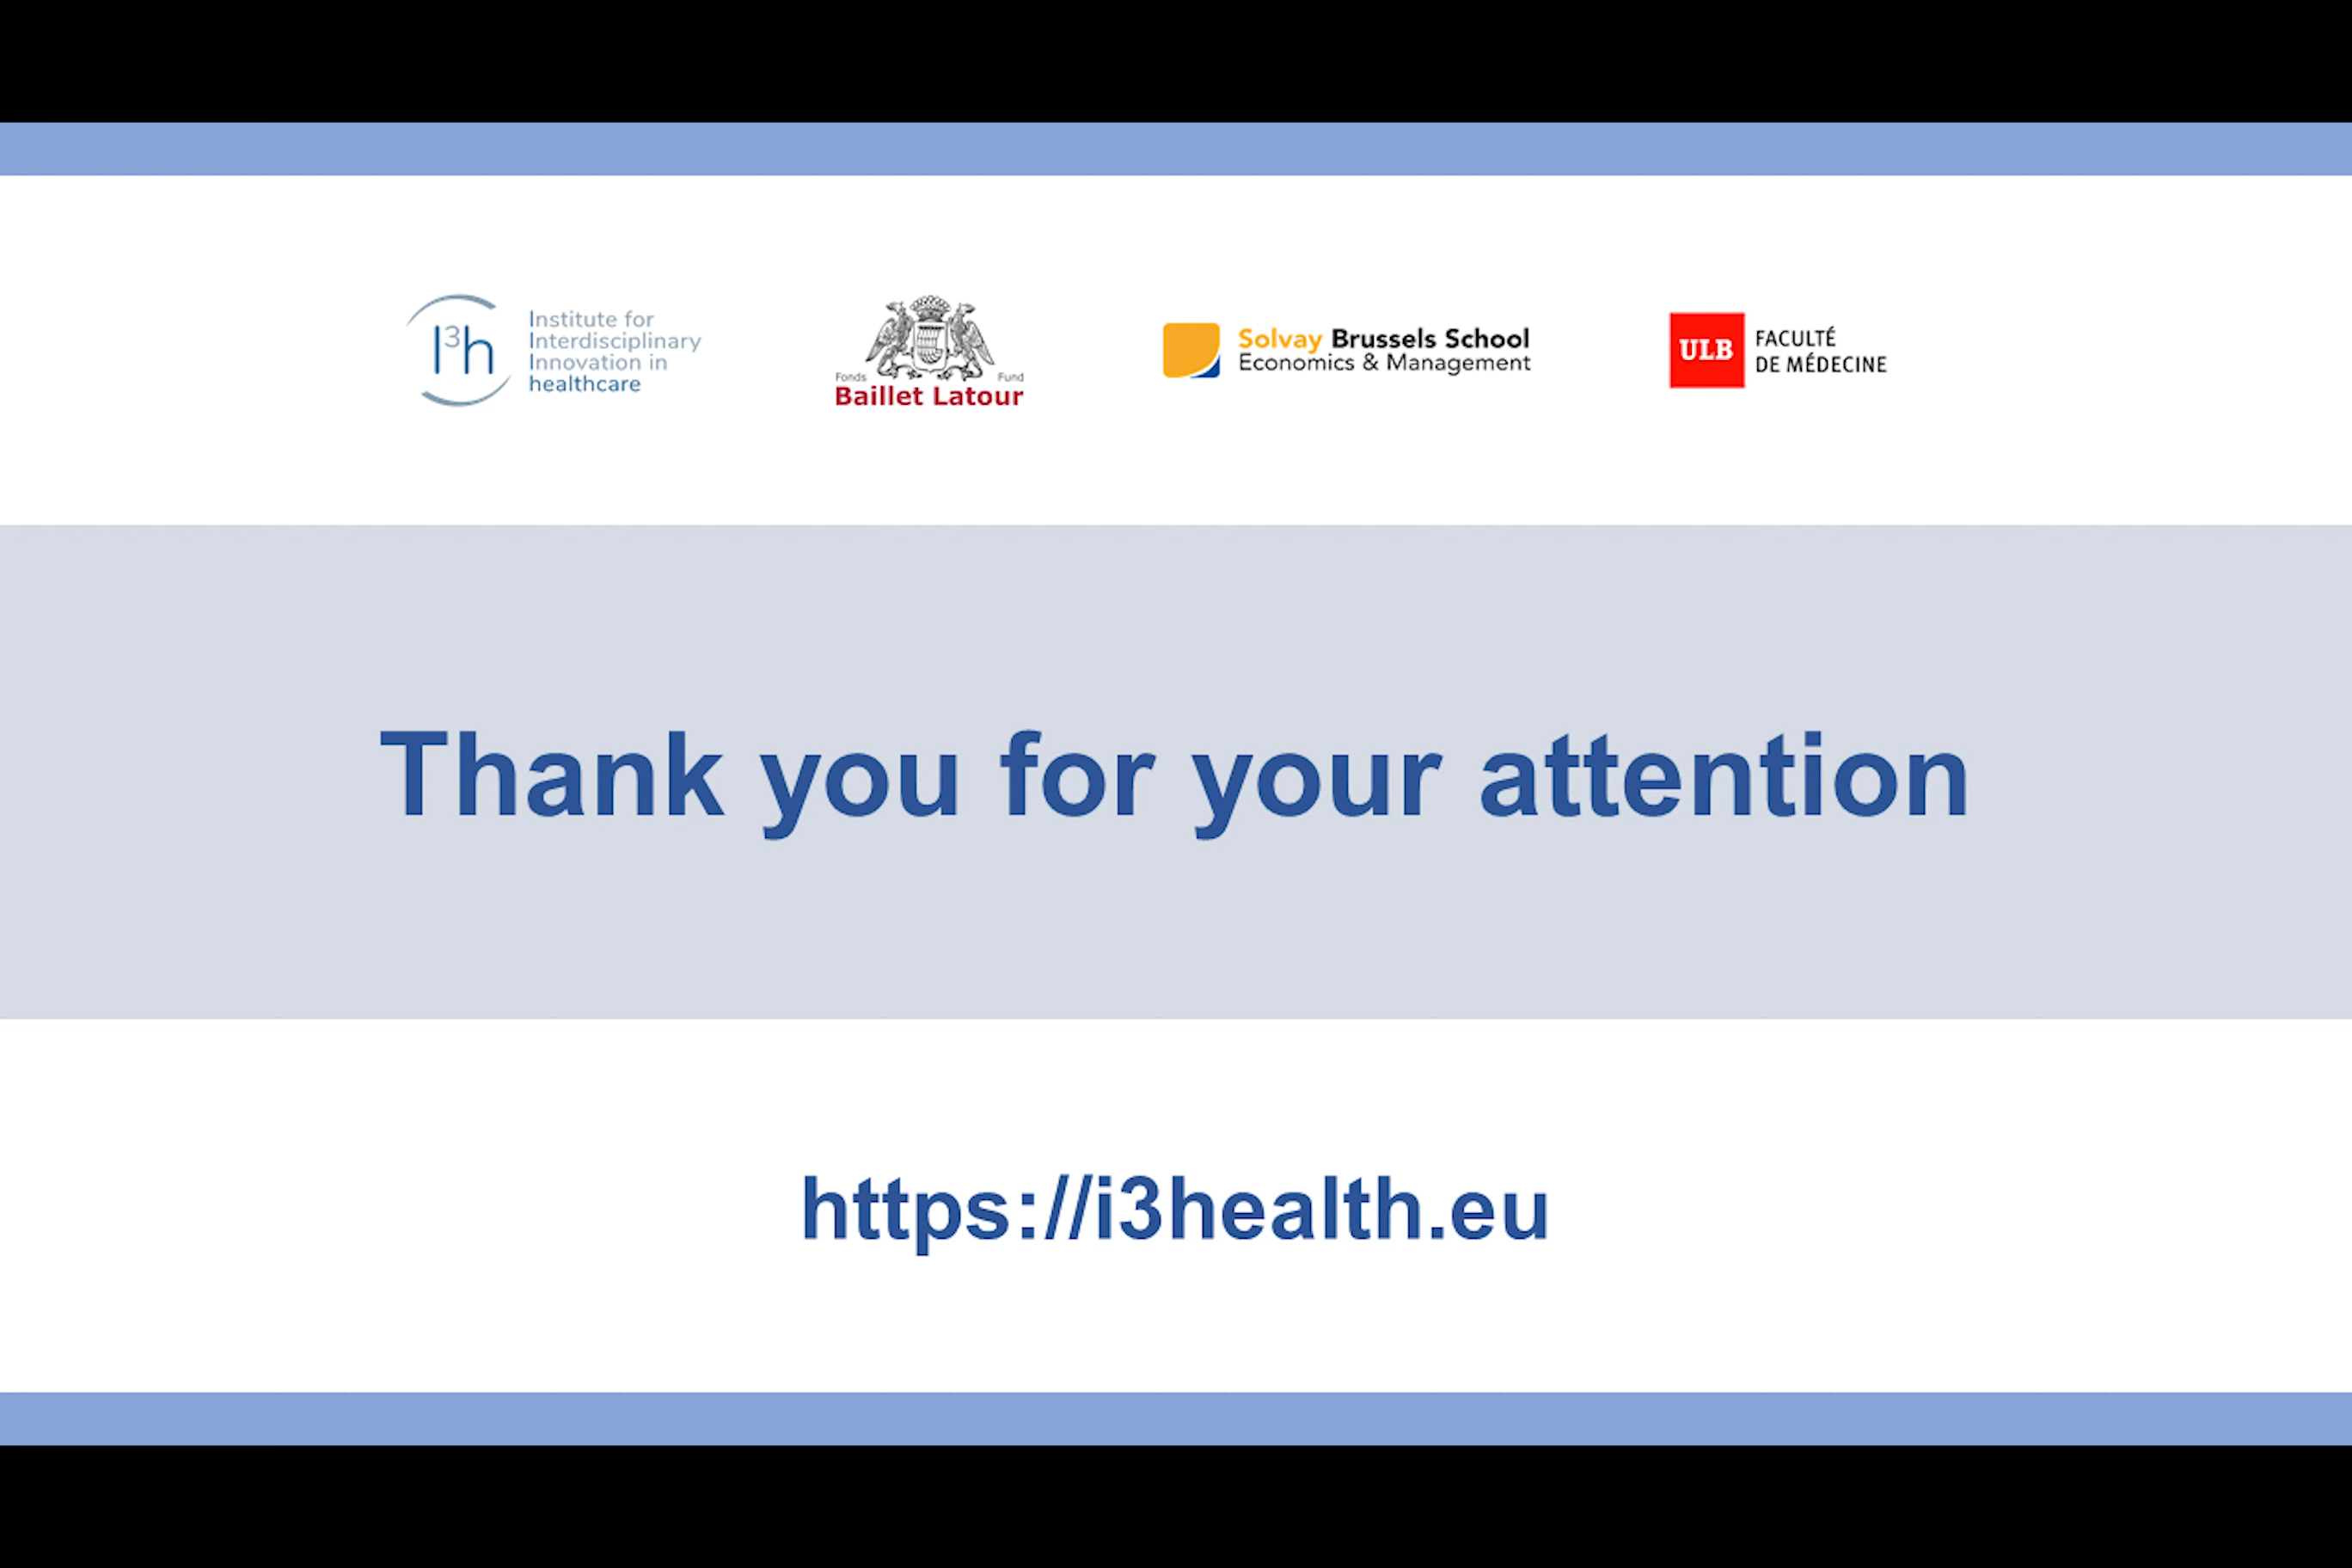 I³h
Institute for
Interdisciplinary
Innovation in
healthcare
Fonds Fund
Baillet Latour
Solvay Brussels School
Economics & Management
ULB
FACULTÉ
DE MÉDECINE
Thank you for your attention
https://i3health.eu